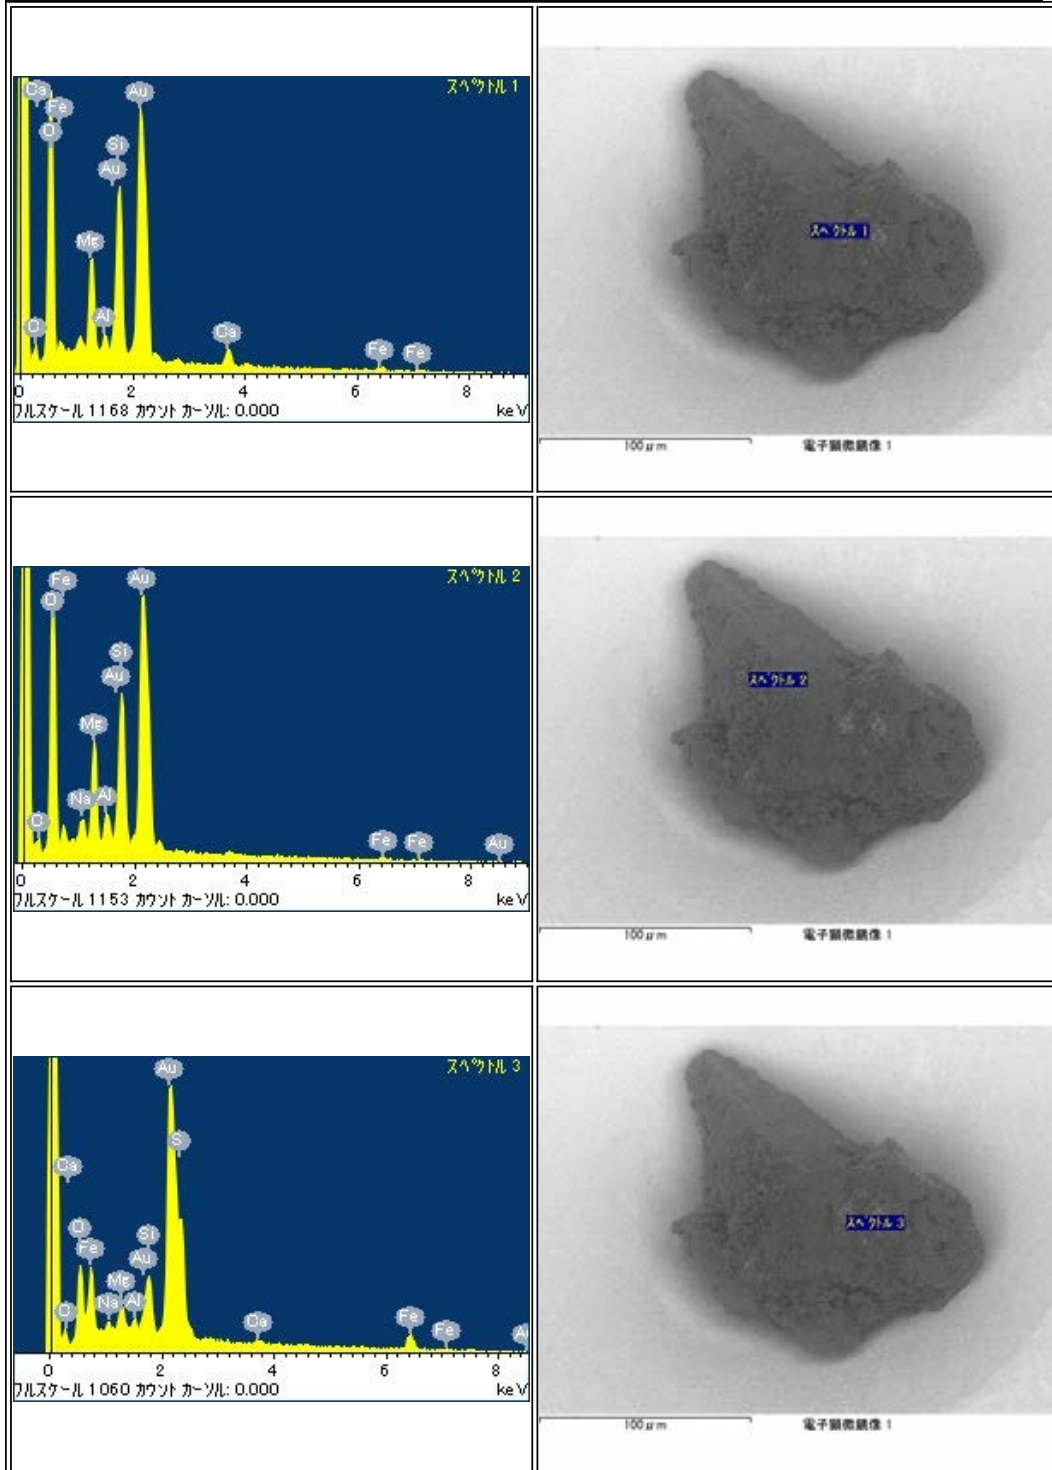 スペクトル 1
Ca
Fe
O
Au
Si
Au
Mg
C
Al
Ca
Fe
Fe
0 2 4 6 8
フルスケール 1168 カウント カーソル: 0.000 keV
スペクトル 1
100μm 電子顕微鏡像 1
スペクトル 2
Fe
O
Au
Si
Au
Mg
C
Na
Al
Fe
Fe
Au
0 2 4 6 8
フルスケール 1153 カウント カーソル: 0.000 keV
スペクトル 2
100μm 電子顕微鏡像 1
スペクトル 3
Au
S
Ca
O
Fe
Si
Au
Mg
C
Na
Al
Ca
Fe
Fe
0 2 4 6 8
フルスケール 1060 カウント カーソル: 0.000 keV
スペクトル 3
100μm 電子顕微鏡像 1